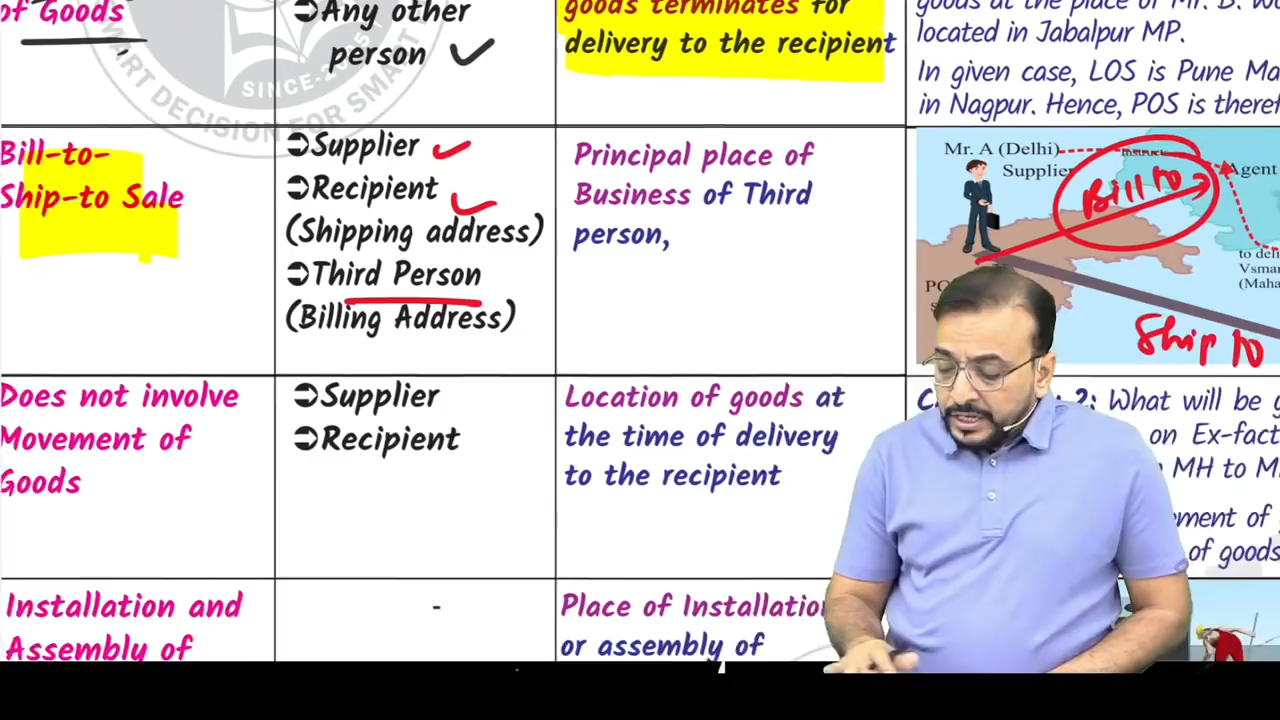 of Goods
➲Any other
person
goods terminates for
delivery to the recipient
goods at the place of Mr. B.
located in Jabalpur MP.
In given case, LOS is Pune
in Nagpur. Hence, POS is
SINCE-
ART DECISION FOR
Bill-to-
Ship-to Sale
➲Supplier
➲Recipient
(Shipping address)
➲Third Person
(Billing Address)
Principal place of
Business of Third
person,
Mr. A (Delhi)
Supplier
Agent
Bill to
Ship to
Does not involve
Movement of
Goods
➲Supplier
➲Recipient
Location of goods at
the time of delivery
to the recipient
2: What will be
on Ex-fact
MH to
of goods
Installation and
Assembly of
-
Place of Installatio
or assembly of